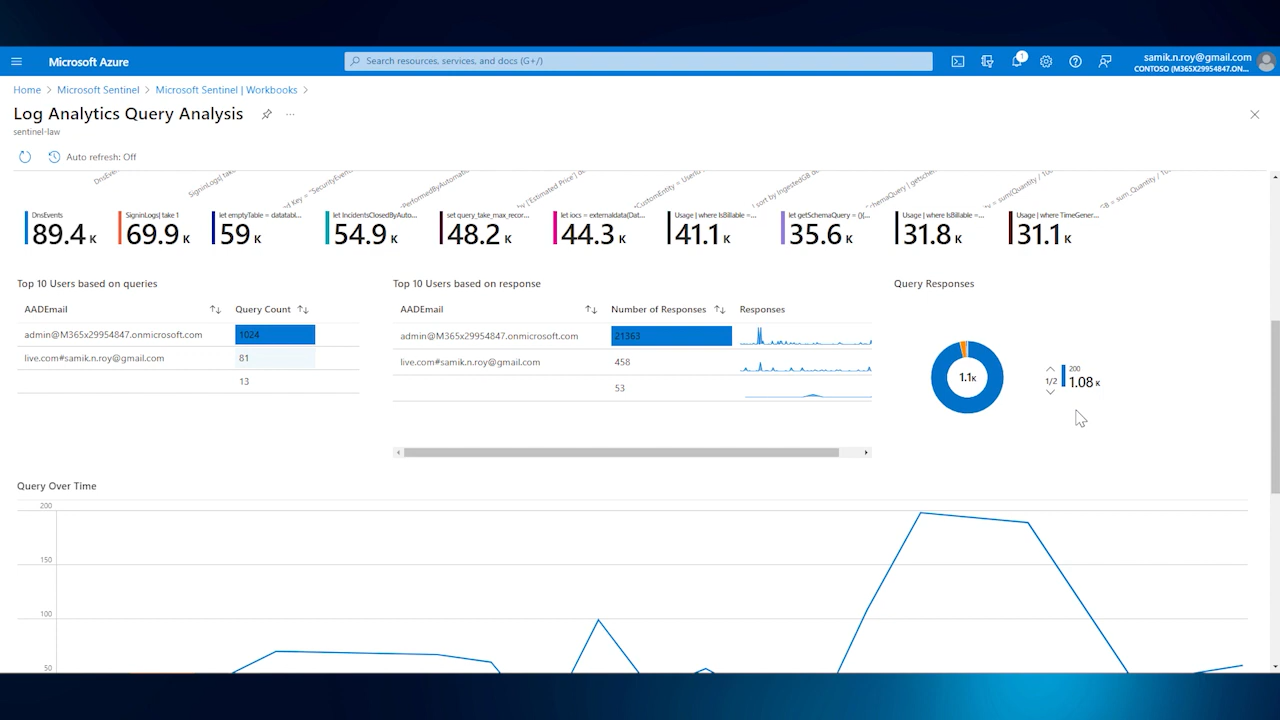 Microsoft Azure
Search resources, services, and docs (G+/)
1
samik.n.roy@gmail.com
CONTOSO (M365X29954847.ON...
Home > Microsoft Sentinel > Microsoft Sentinel | Workbooks >
Log Analytics Query Analysis
...
sentinel-law
Auto refresh: Off
DnsEvents
89.4 K
SigninLogs| take 1
69.9 K
let emptyTable = datatabl...
59 K
let IncidentsClosedByAuto...
54.9 K
set query_take_max_recor...
48.2 K
let iocs = externaldata(Dat...
44.3 K
Usage | where IsBillable =...
41.1 K
let getSchemaQuery = (){...
35.6 K
Usage | where IsBillable =...
31.8 K
Usage | where TimeGener...
31.1 K
Top 10 Users based on queries
AADEmail Query Count
admin@M365x29954847.onmicrosoft.com 1024
live.com#samik.n.roy@gmail.com 81
13
Top 10 Users based on response
AADEmail Number of Responses Responses
admin@M365x29954847.onmicrosoft.com 21363
live.com#samik.n.roy@gmail.com 458
53
Query Responses
1.1K
1/2
200
1.08 K
Query Over Time
200
150
100
50